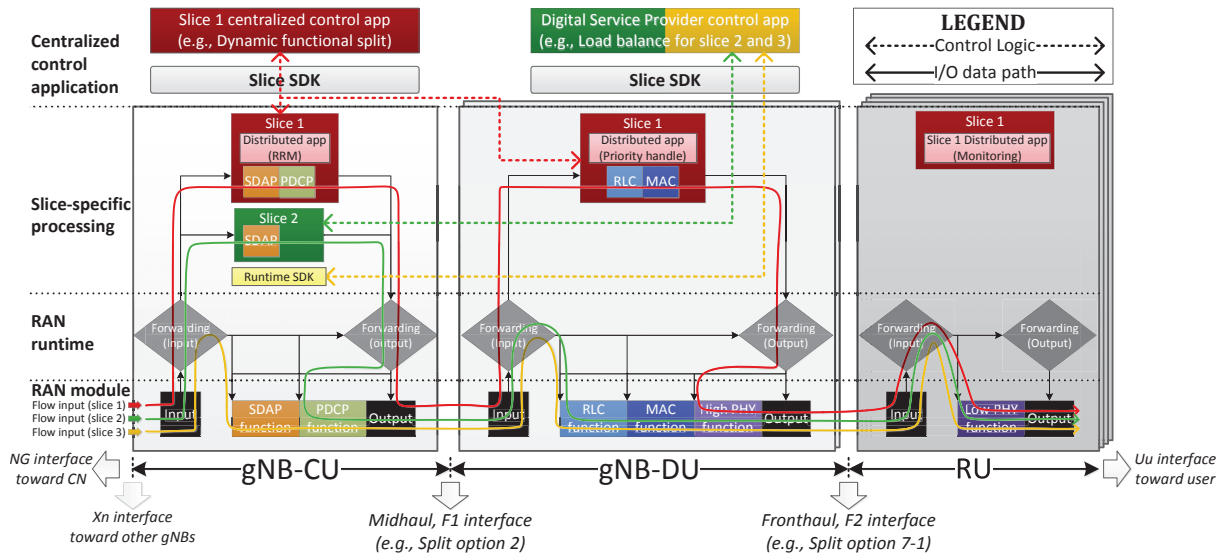 Centralized
control
application
Slice 1 centralized control app
(e.g., Dynamic functional split)
Slice SDK
Digital Service Provider control app
(e.g., Load balance for slice 2 and 3)
Slice SDK
LEGEND
Control Logic
I/O data path
Slice-specific
processing
Slice 1
Distributed app
(RRM)
SDAP
PDCP
Slice 2
SDAP
Runtime SDK
Slice 1
Distributed app
(Priority handle)
RLC
MAC
Slice 1 Distributed app
(Monitoring)
RAN
runtime
Forwarding
(Input)
Forwarding
(Output)
Forwarding
(Input)
Forwarding
(Output)
Forwarding
(Input)
Forwarding
(Output)
RAN module
Flow input (slice 1)
Flow input (slice 2)
Flow input (slice 3)
Input
SDAP
function
PDCP
function
Output
Input
RLC
function
MAC
function
High PHY
function
Output
Input
Low PHY
function
Output
NG interface
toward CN
gNB-CU
gNB-DU
RU
Uu interface
toward user
Xn interface
toward other gNBs
Midhaul, F1 interface
(e.g., Split option 2)
Fronthaul, F2 interface
(e.g., Split option 7-1)